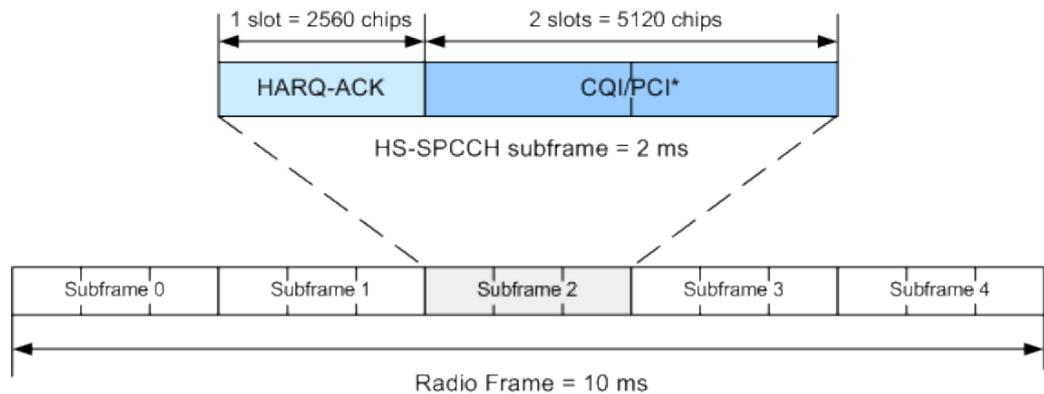 1 slot = 2560 chips
2 slots = 5120 chips
HARQ-ACK
CQI/PCI*
HS-SPCCH subframe = 2 ms
Subframe 0
Subframe 1
Subframe 2
Subframe 3
Subframe 4
Radio Frame = 10 ms